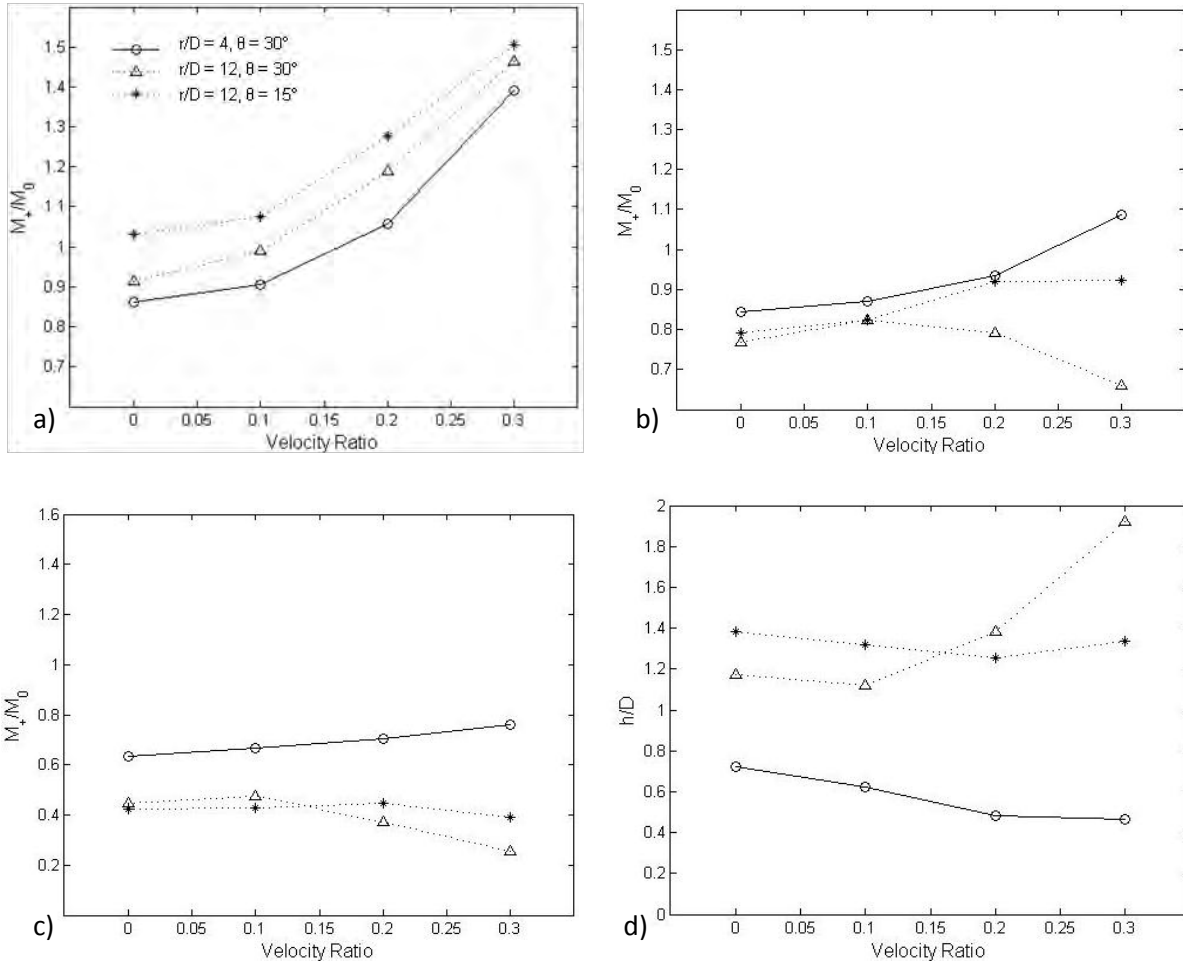 1.5
1.4
1.3
1.2
1.1
1
0.9
0.8
0.7
M+/M0
r/D = 4, θ = 30°
r/D = 12, θ = 30°
r/D = 12, θ = 15°
0 0.05 0.1 0.15 0.2 0.25 0.3
a) Velocity Ratio
1.5
1.4
1.3
1.2
1.1
1
0.9
0.8
0.7
M+/M0
0 0.05 0.1 0.15 0.2 0.25 0.3
b) Velocity Ratio
1.6
1.4
1.2
1
0.8
0.6
0.4
0.2
M+/M0
0 0.05 0.1 0.15 0.2 0.25 0.3
c) Velocity Ratio
2
1.8
1.6
1.4
1.2
1
0.8
0.6
0.4
0.2
0
h/D
0 0.05 0.1 0.15 0.2 0.25 0.3
d) Velocity Ratio